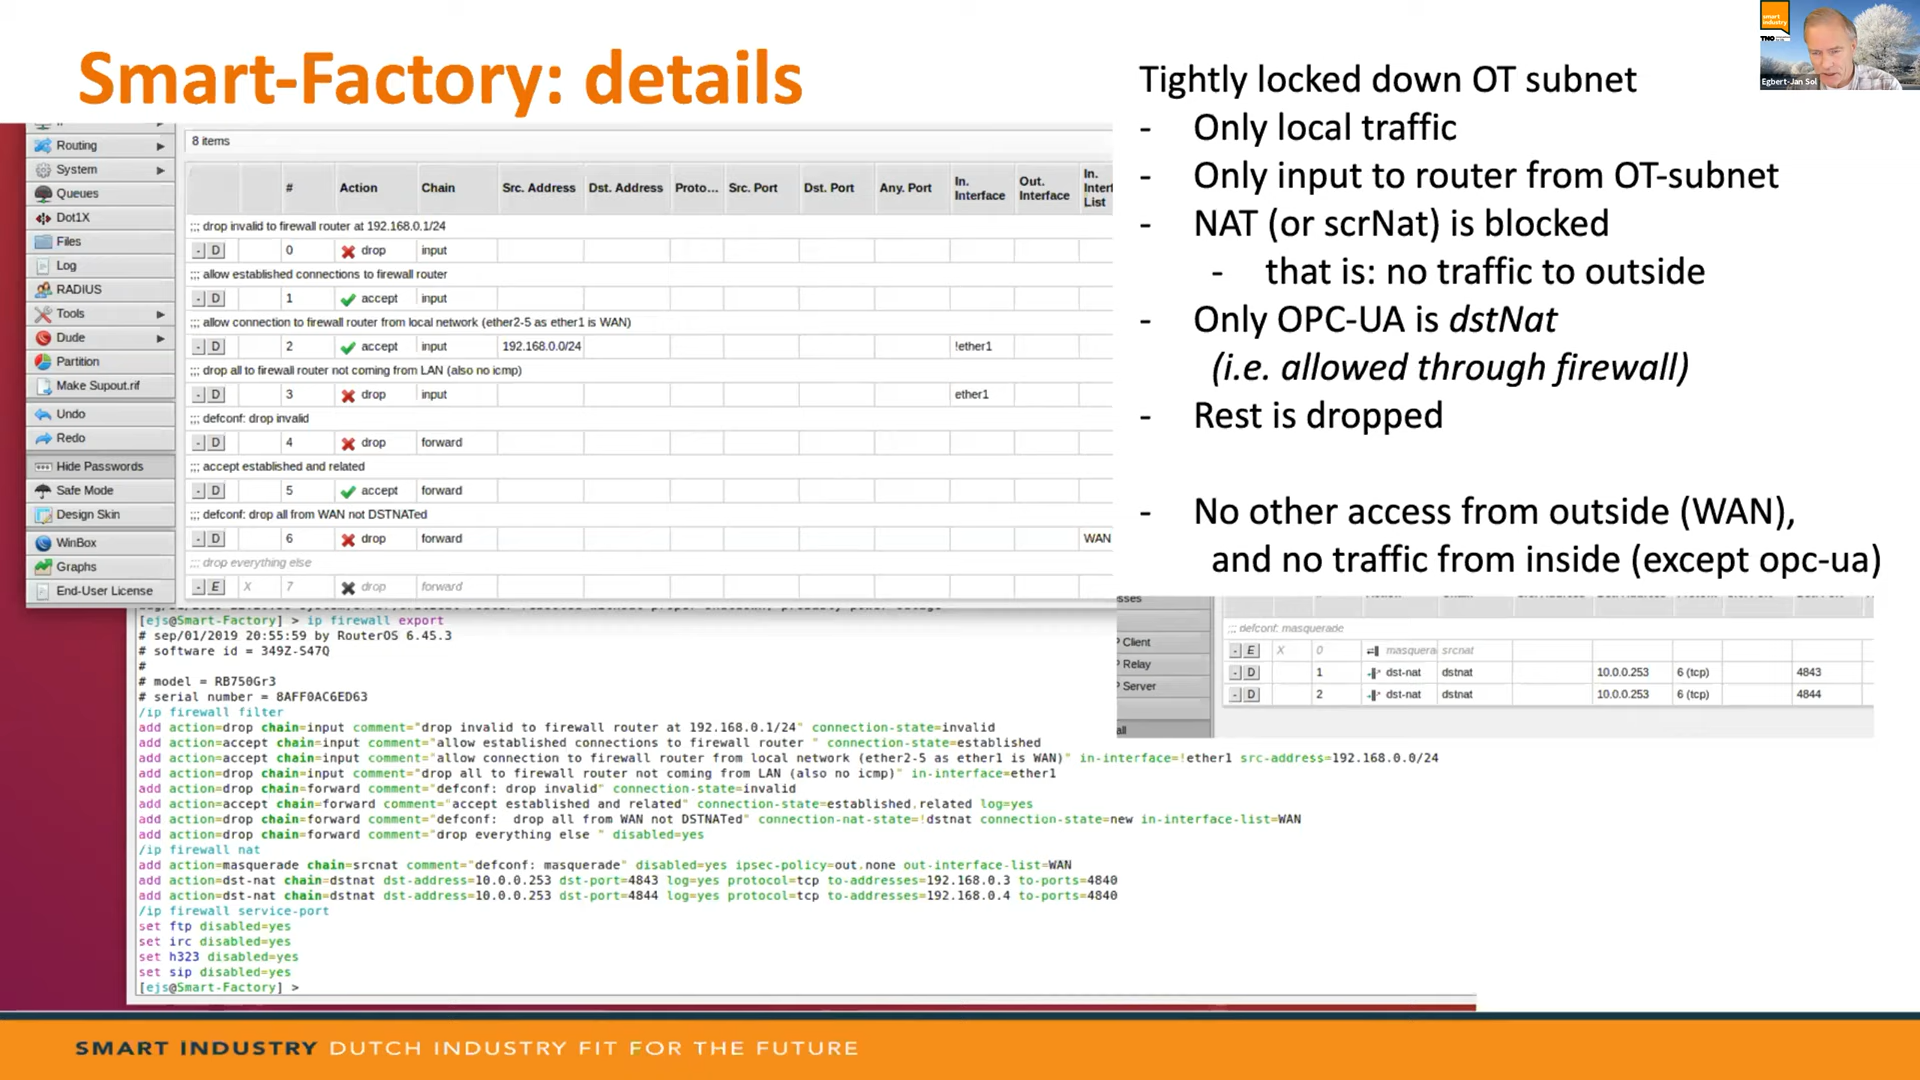 Smart-Factory: details
smart industry
TNO
Egbert-Jan Sol
Tightly locked down OT subnet
- Only local traffic
- Only input to router from OT-subnet
- NAT (or scrNat) is blocked
- that is: no traffic to outside
- Only OPC-UA is dstNat
(i.e. allowed through firewall)
- Rest is dropped
- No other access from outside (WAN),
and no traffic from inside (except opc-ua)
Routing
System
Queues
Dot1X
Files
Log
RADIUS
Tools
Dude
Partition
Make Supout.rif
Undo
Redo
Hide Passwords
Safe Mode
Design Skin
WinBox
Graphs
End-User License
8 items
# Action Chain Src. Address Dst. Address Proto... Src. Port Dst. Port Any. Port In. Interface Out. Interface In. Interf List
;;; drop invalid to firewall router at 192.168.0.1/24
- D 0 drop input
;;; allow established connections to firewall router
- D 1 accept input
;;; allow connection to firewall router from local network (ether2-5 as ether1 is WAN)
- D 2 accept input 192.168.0.0/24 !ether1
;;; drop all to firewall router not coming from LAN (also no icmp)
- D 3 drop input ether1
;;; defconf: drop invalid
- D 4 drop forward
;;; accept established and related
- D 5 accept forward
;;; defconf: drop all from WAN not DSTNATed
- D 6 drop forward WAN
;;; drop everything else
- E X 7 drop forward
[ejs@Smart-Factory] > ip firewall export
# sep/01/2019 20:55:59 by RouterOS 6.45.3
# software id = 349Z-S47Q
#
# model = RB750Gr3
# serial number = 8AFF0AC6ED63
/ip firewall filter
add action=drop chain=input comment="drop invalid to firewall router at 192.168.0.1/24" connection-state=invalid
add action=accept chain=input comment="allow established connections to firewall router " connection-state=established
add action=accept chain=input comment="allow connection to firewall router from local network (ether2-5 as ether1 is WAN)" in-interface=!ether1 src-address=192.168.0.0/24
add action=drop chain=input comment="drop all to firewall router not coming from LAN (also no icmp)" in-interface=ether1
add action=drop chain=forward comment="defconf: drop invalid" connection-state=invalid
add action=accept chain=forward comment="accept established and related" connection-state=established,related log=yes
add action=drop chain=forward comment="defconf:  drop all from WAN not DSTNATed" connection-nat-state=!dstnat connection-state=new in-interface-list=WAN
add action=drop chain=forward comment="drop everything else " disabled=yes
/ip firewall nat
add action=masquerade chain=srcnat comment="defconf: masquerade" disabled=yes ipsec-policy=out,none out-interface-list=WAN
add action=dst-nat chain=dstnat dst-address=10.0.0.253 dst-port=4843 log=yes protocol=tcp to-addresses=192.168.0.3 to-ports=4840
add action=dst-nat chain=dstnat dst-address=10.0.0.253 dst-port=4844 log=yes protocol=tcp to-addresses=192.168.0.4 to-ports=4840
/ip firewall service-port
set ftp disabled=yes
set irc disabled=yes
set h323 disabled=yes
set sip disabled=yes
[ejs@Smart-Factory] >
P Client
P Relay
P Server
all
;;; defconf: masquerade
- E X 0 masquera srcnat
- D 1 dst-nat dstnat 10.0.0.253 6 (tcp) 4843
- D 2 dst-nat dstnat 10.0.0.253 6 (tcp) 4844
SMART INDUSTRY DUTCH INDUSTRY FIT FOR THE FUTURE